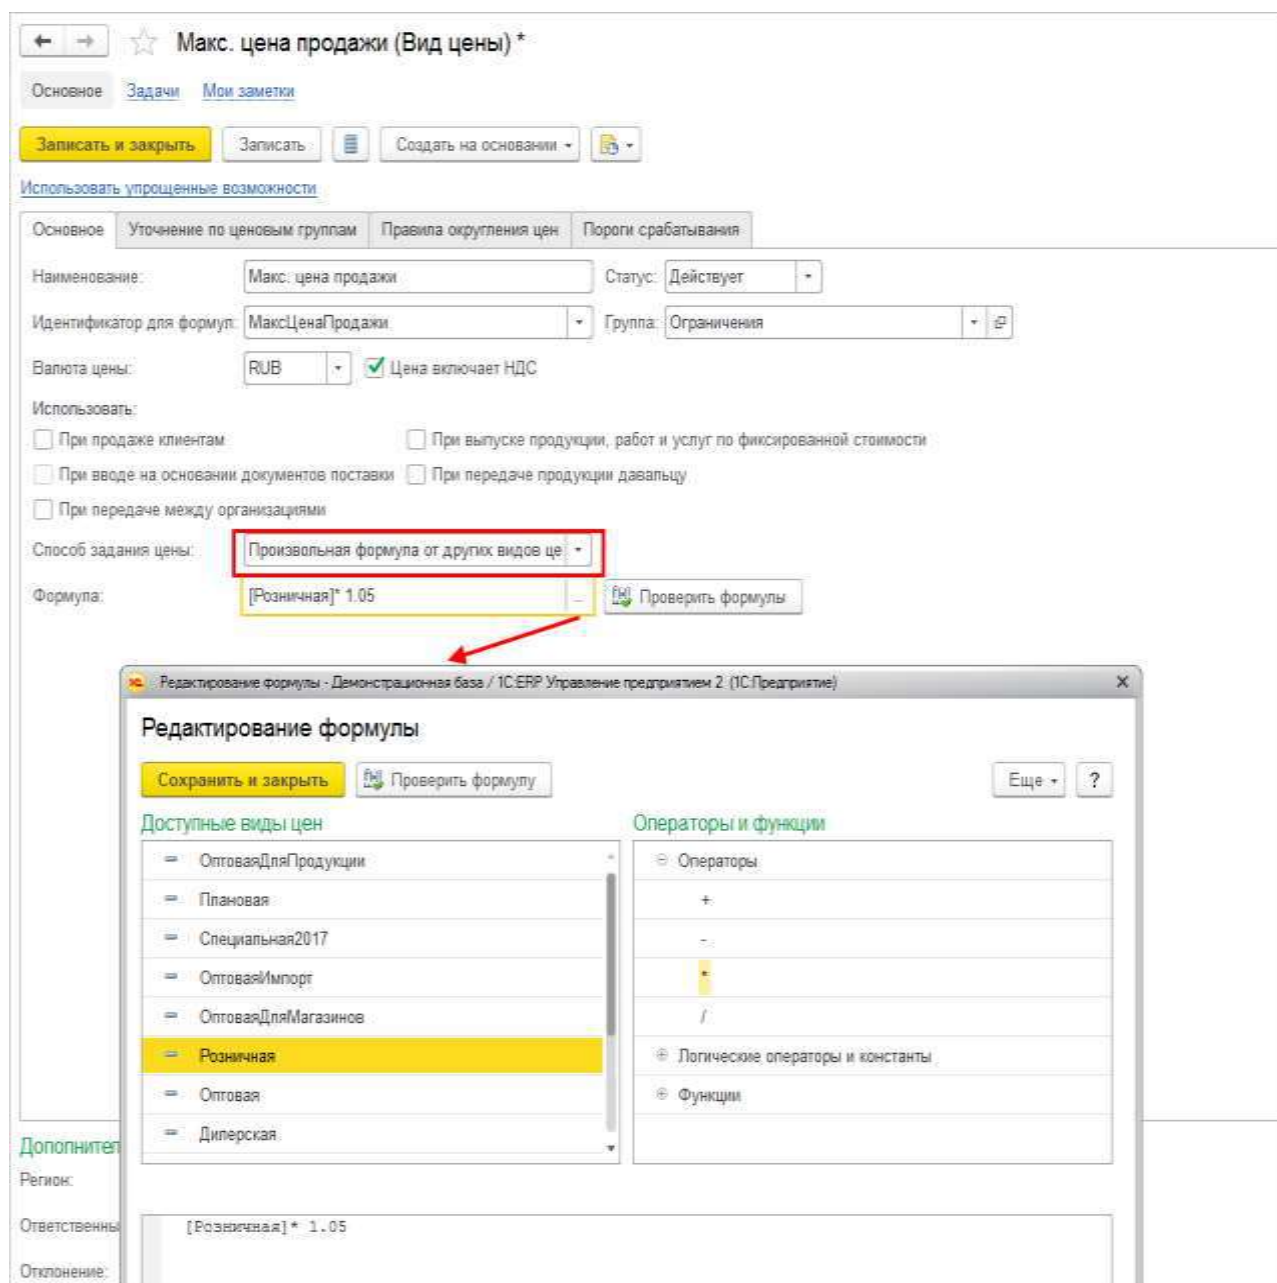 Макс. цена продажи (Вид цены) *
Основное Задачи Мои заметки
Записать и закрыть Записать Создать на основании
Использовать упрощенные возможности
Основное Уточнение по ценовым группам Правила округления цен Пороги срабатывания
Наименование: Макс. цена продажи Статус: Действует
Идентификатор для формул: МаксЦенаПродажи Группа: Ограничения
Валюта цены: RUB Цена включает НДС
Использовать:
При продаже клиентам При выпуске продукции, работ и услуг по фиксированной стоимости
При вводе на основании документов поставки При передаче продукции давальцу
При передаче между организациями
Способ задания цены: Произвольная формула от других видов це
Формула: [Розничная]* 1.05 ... Проверить формулы
Редактирование формулы - Демонстрационная база / 1С:ERP Управление предприятием 2 (1С:Предприятие)
Редактирование формулы
Сохранить и закрыть Проверить формулу Еще ?
Доступные виды цен Операторы и функции
ОптоваяДляПродукции Операторы
Плановая +
Специальная2017 -
ОптоваяИмпорт *
ОптоваяДляМагазинов /
Розничная Логические операторы и константы
Оптовая Функции
Дилерская
Дополнител
Регион:
Ответственны [Розничная]* 1.05
Отклонение: